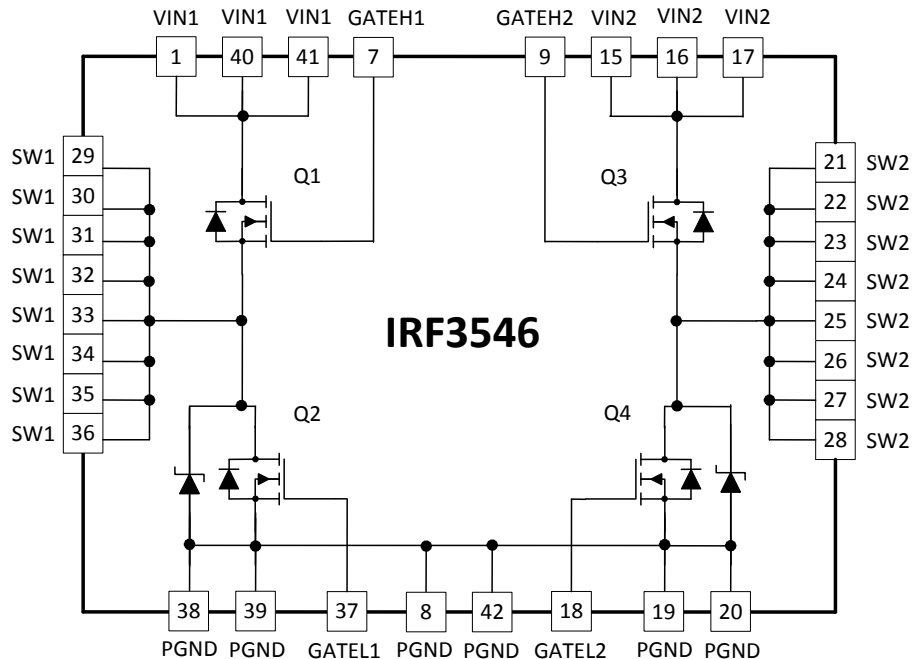 VIN1 VIN1 VIN1 GATEH1 GATEH2 VIN2 VIN2 VIN2
1 40 41 7 9 15 16 17
SW1 29 21 SW2
SW1 30 22 SW2
SW1 31 23 SW2
SW1 32 24 SW2
SW1 33 25 SW2
SW1 34 26 SW2
SW1 35 27 SW2
SW1 36 28 SW2
Q1 Q3
IRF3546
Q2 Q4
38 39 37 8 42 18 19 20
PGND PGND GATEL1 PGND PGND GATEL2 PGND PGND